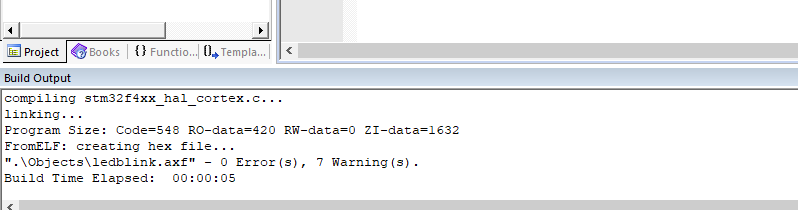 Project Books {} Functio... {} Templa...
Build Output
compiling stm32f4xx_hal_cortex.c...
linking...
Program Size: Code=548 RO-data=420 RW-data=0 ZI-data=1632
FromELF: creating hex file...
".\Objects\ledblink.axf" - 0 Error(s), 7 Warning(s).
Build Time Elapsed:  00:00:05